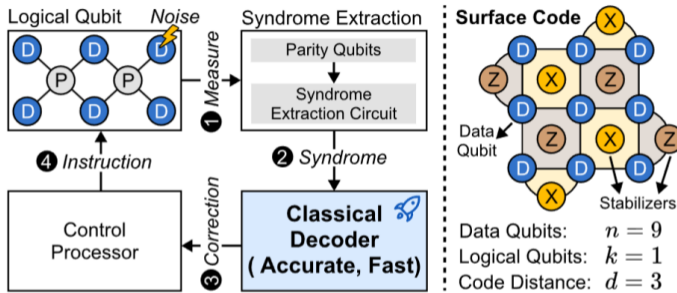 Logical Qubit
Noise
D D D
P P
D D D
❶ Measure
Syndrome Extraction
Parity Qubits
Syndrome
Extraction Circuit
❷ Syndrome
Classical
Decoder
( Accurate, Fast)
❸ Correction
Control
Processor
❹ Instruction
Surface Code
X
D D D
Z X Z
D D D
Z X Z
D D D
X
Data
Qubit
Stabilizers
Data Qubits: n = 9
Logical Qubits: k = 1
Code Distance: d = 3